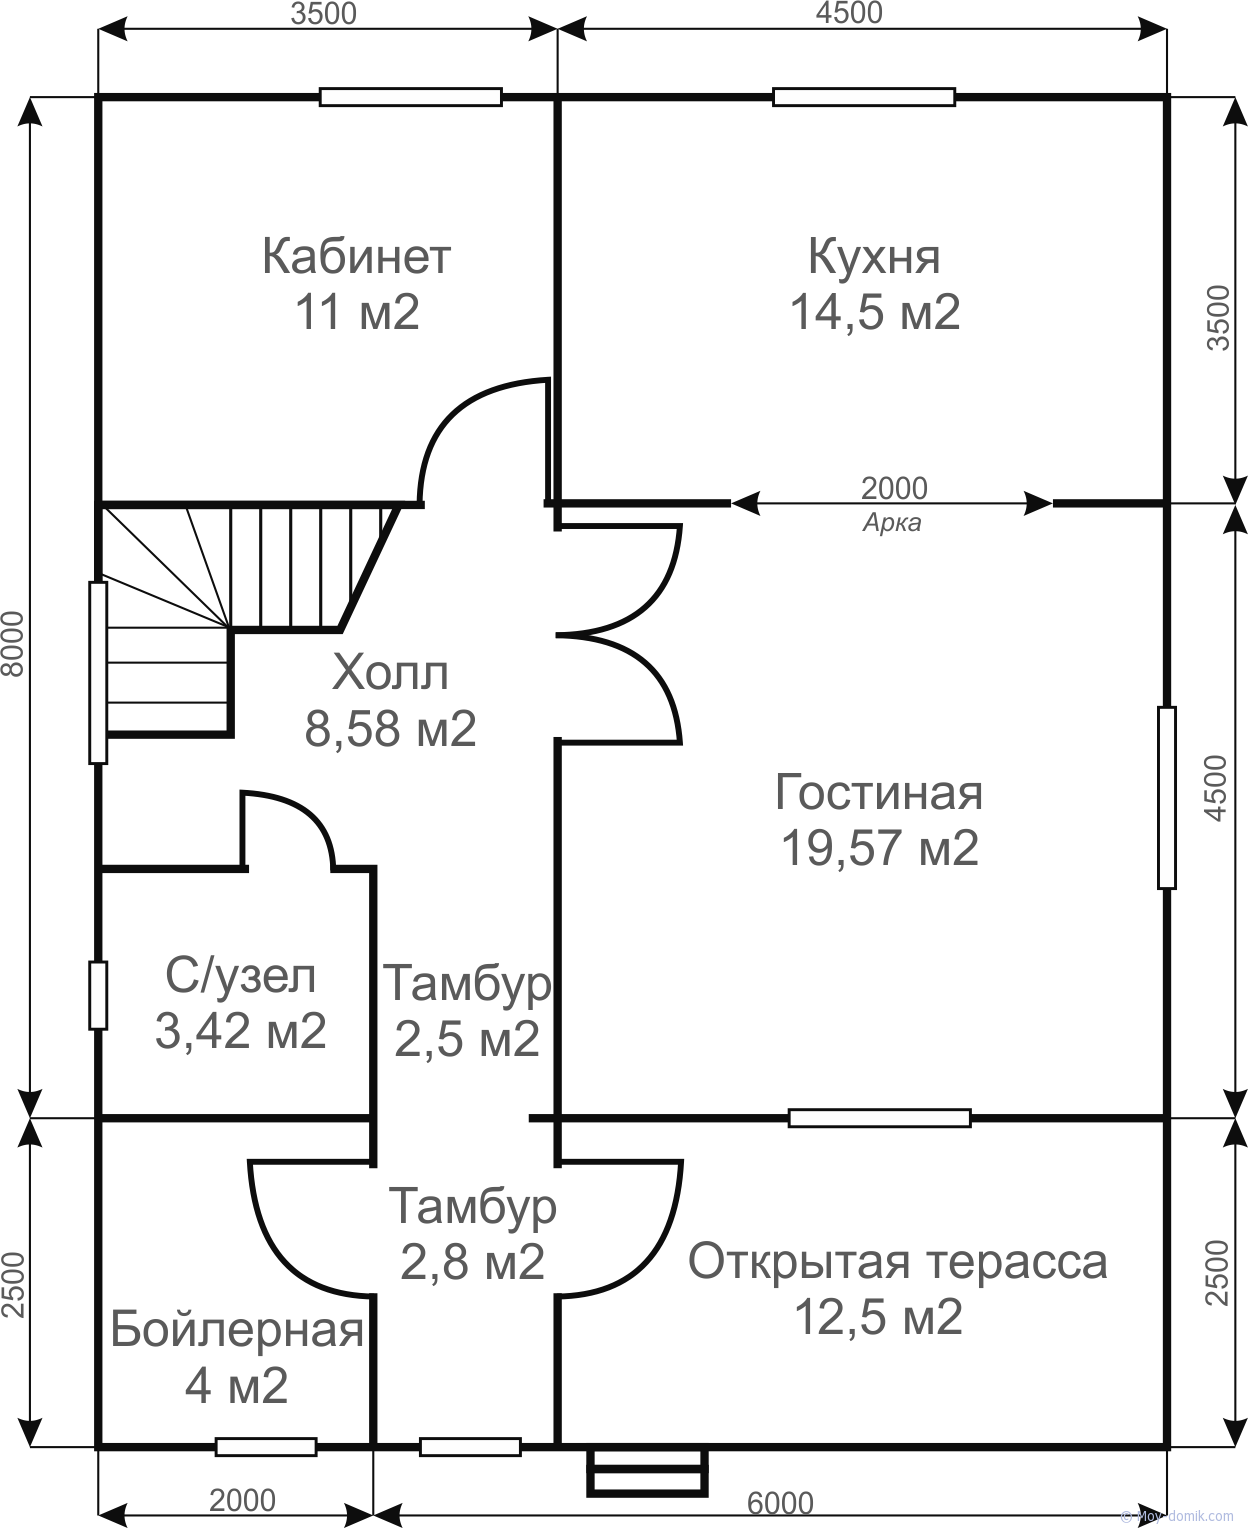 3500
4500
Кабинет
11 м2
Кухня
14,5 м2
3500
2000
Арка
8000
Холл
8,58 м2
Гостиная
19,57 м2
4500
С/узел
3,42 м2
Тамбур
2,5 м2
Тамбур
2,8 м2
Открытая терасса
12,5 м2
2500
2500
Бойлерная
4 м2
2000
6000
© Moy-domik.com